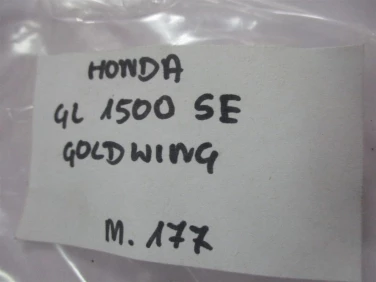 HONDA
GL 1500 SE
GOLDWING
M. 177